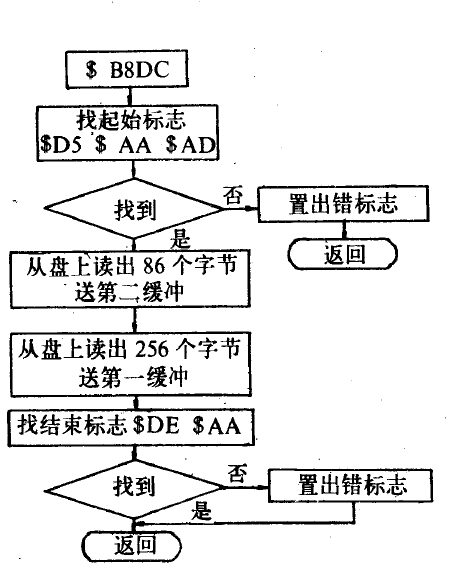 $ B8DC
找起始标志
$D5 $ AA $AD
找到
否
置出错标志
返回
是
从盘上读出 86 个字节
送第二缓冲
从盘上读出 256 个字节
送第一缓冲
找结束标志 $DE $AA
找到
否
置出错标志
是
返回